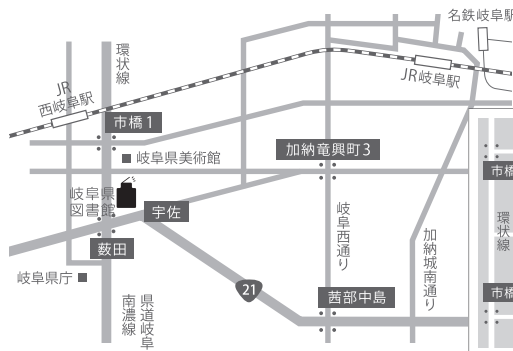 名鉄岐阜駅
環状線
JR
西岐阜駅
JR岐阜駅
市橋1
岐阜県美術館
加納竜興町3
市橋
岐阜県
図書館
宇佐
岐阜西通り
加納城南通り
環状線
薮田
岐阜県庁
21
県道岐阜
南濃線
茜部中島
市橋